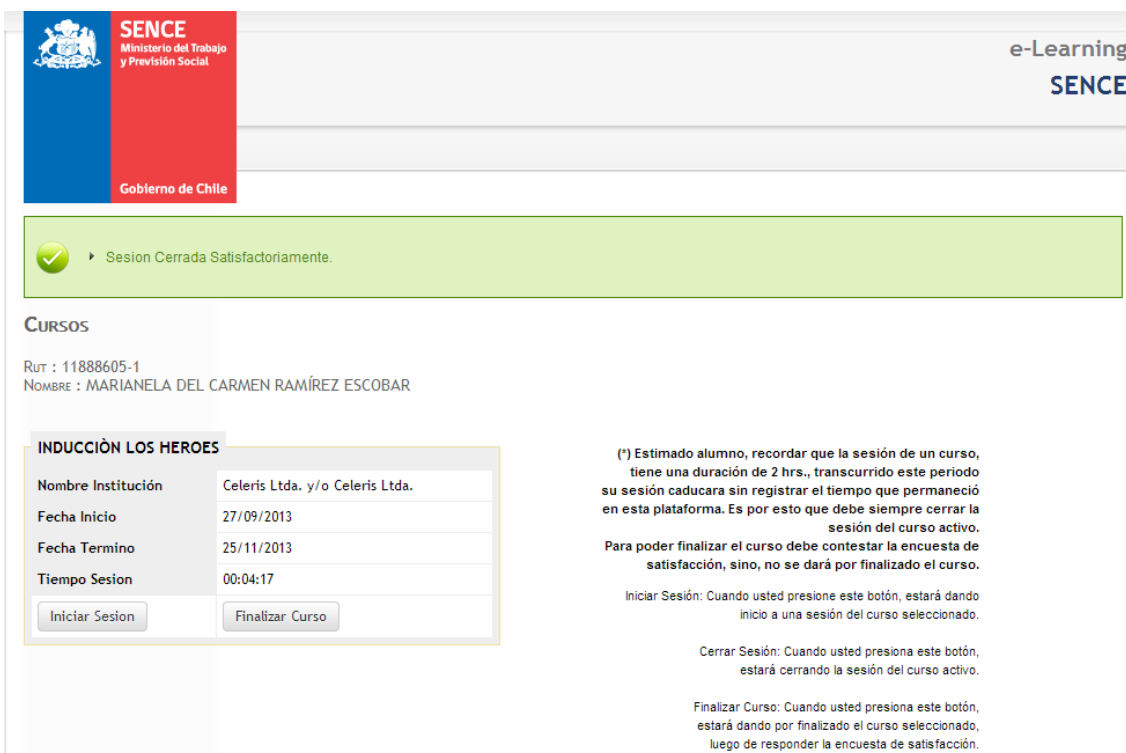 SENCE
Ministerio del Trabajo
y Previsión Social
Gobierno de Chile
e-Learning
SENCE
Sesion Cerrada Satisfactoriamente.
CURSOS
RUT : 11888605-1
NOMBRE : MARIANELA DEL CARMEN RAMÍREZ ESCOBAR
INDUCCIÒN LOS HEROES
Nombre Institución Celeris Ltda. y/o Celeris Ltda.
Fecha Inicio 27/09/2013
Fecha Termino 25/11/2013
Tiempo Sesion 00:04:17
Iniciar Sesion Finalizar Curso
(*) Estimado alumno, recordar que la sesión de un curso,
tiene una duración de 2 hrs., transcurrido este periodo
su sesión caducara sin registrar el tiempo que permaneció
en esta plataforma. Es por esto que debe siempre cerrar la
sesión del curso activo.
Para poder finalizar el curso debe contestar la encuesta de
satisfacción, sino, no se dará por finalizado el curso.
Iniciar Sesión: Cuando usted presione este botón, estará dando
inicio a una sesión del curso seleccionado.
Cerrar Sesión: Cuando usted presiona este botón,
estará cerrando la sesión del curso activo.
Finalizar Curso: Cuando usted presiona este botón,
estará dando por finalizado el curso seleccionado,
luego de responder la encuesta de satisfacción.